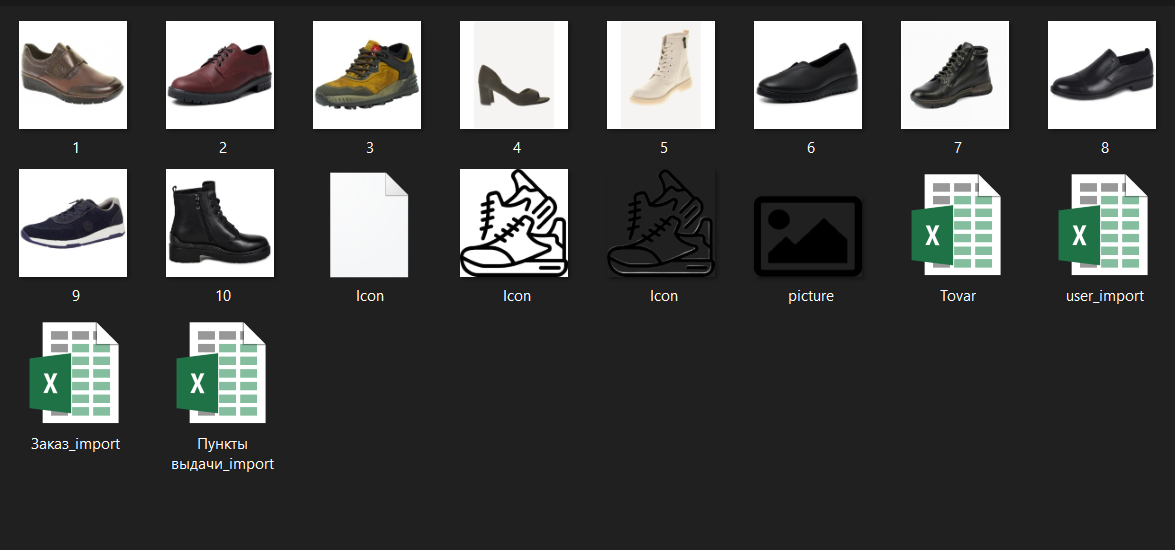 1
2
3
4
5
6
7
8
9
10
Icon
Icon
Icon
picture
Tovar
user_import
Заказ_import
Пункты
выдачи_import